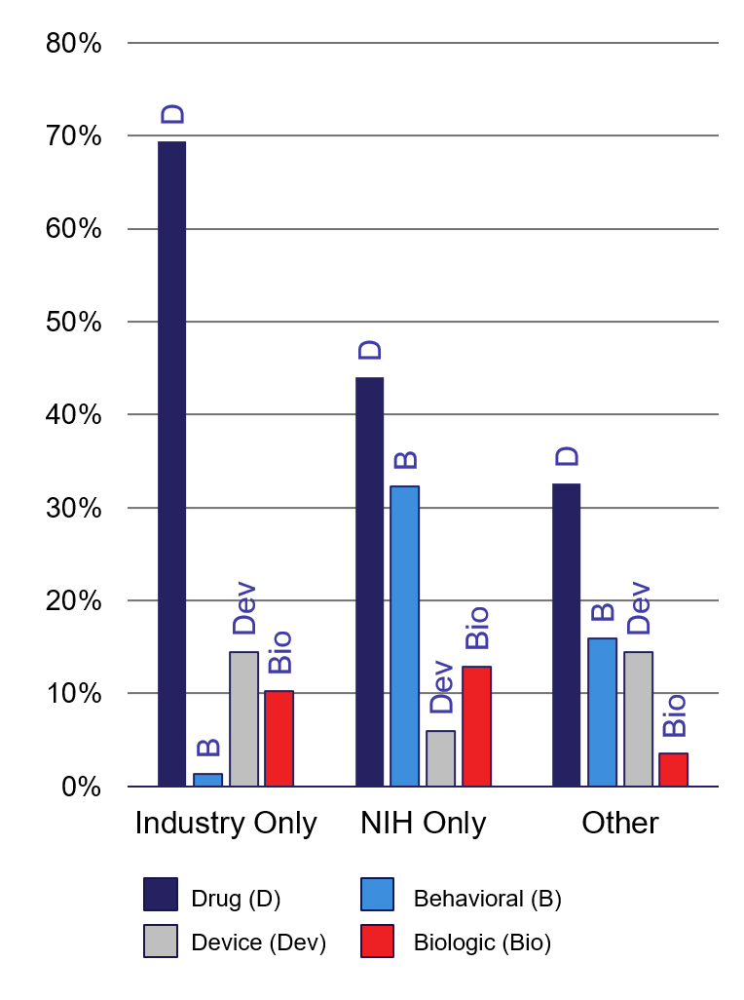 80%
70%
60%
50%
40%
30%
20%
10%
0%
D
B
Dev
Bio
D
B
Dev
Bio
D
B
Dev
Bio
Industry Only
NIH Only
Other
Drug (D)
Behavioral (B)
Device (Dev)
Biologic (Bio)